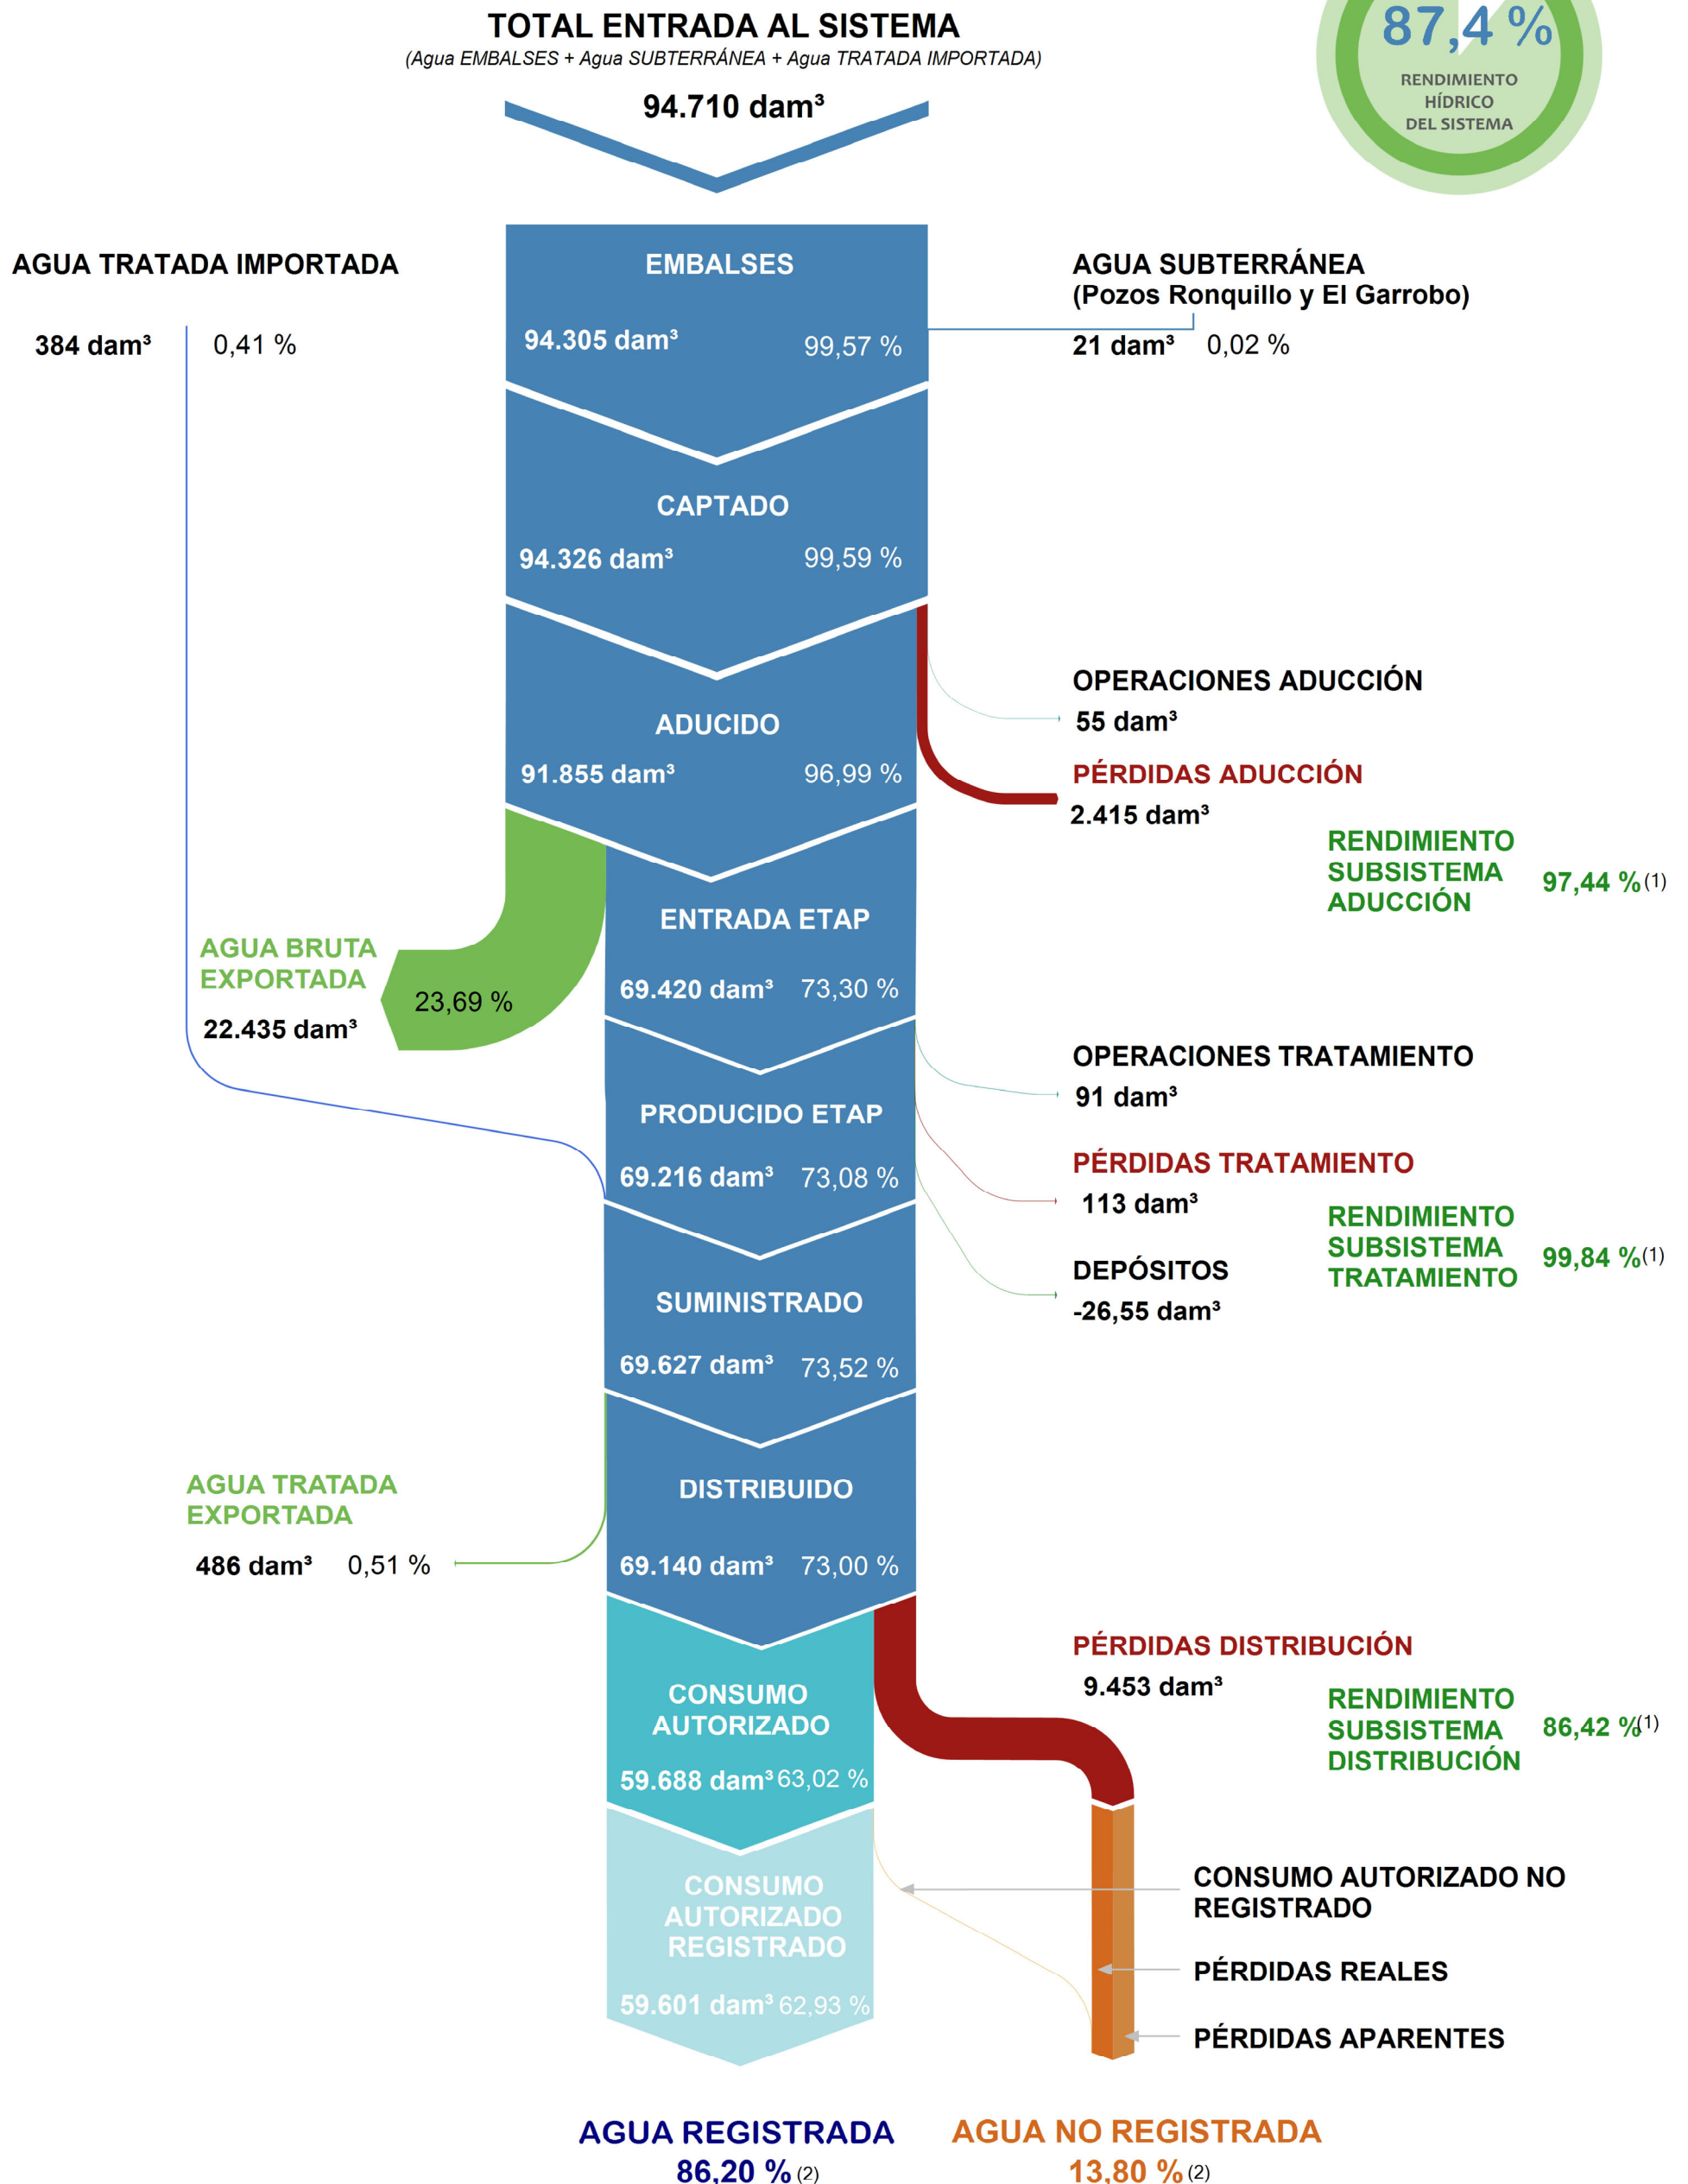 TOTAL ENTRADA AL SISTEMA
(Agua EMBALSES + Agua SUBTERRÁNEA + Agua TRATADA IMPORTADA)
94.710 dam³
87,4 %
RENDIMIENTO
HÍDRICO
DEL SISTEMA
AGUA TRATADA IMPORTADA
384 dam³ 0,41 %
EMBALSES
94.305 dam³ 99,57 %
AGUA SUBTERRÁNEA
(Pozos Ronquillo y El Garrobo)
21 dam³ 0,02 %
CAPTADO
94.326 dam³ 99,59 %
OPERACIONES ADUCCIÓN
55 dam³
ADUCIDO
91.855 dam³ 96,99 %
PÉRDIDAS ADUCCIÓN
2.415 dam³
RENDIMIENTO
SUBSISTEMA
ADUCCIÓN
97,44 % (1)
AGUA BRUTA
EXPORTADA
22.435 dam³
23,69 %
ENTRADA ETAP
69.420 dam³ 73,30 %
OPERACIONES TRATAMIENTO
91 dam³
PRODUCIDO ETAP
69.216 dam³ 73,08 %
PÉRDIDAS TRATAMIENTO
113 dam³
RENDIMIENTO
SUBSISTEMA
TRATAMIENTO
99,84 % (1)
DEPÓSITOS
-26,55 dam³
SUMINISTRADO
69.627 dam³ 73,52 %
AGUA TRATADA
EXPORTADA
486 dam³ 0,51 %
DISTRIBUIDO
69.140 dam³ 73,00 %
PÉRDIDAS DISTRIBUCIÓN
9.453 dam³
RENDIMIENTO
SUBSISTEMA
DISTRIBUCIÓN
86,42 % (1)
CONSUMO
AUTORIZADO
59.688 dam³ 63,02 %
CONSUMO
AUTORIZADO
REGISTRADO
59.601 dam³ 62,93 %
CONSUMO AUTORIZADO NO
REGISTRADO
PÉRDIDAS REALES
PÉRDIDAS APARENTES
AGUA REGISTRADA
86,20 % (2)
AGUA NO REGISTRADA
13,80 % (2)